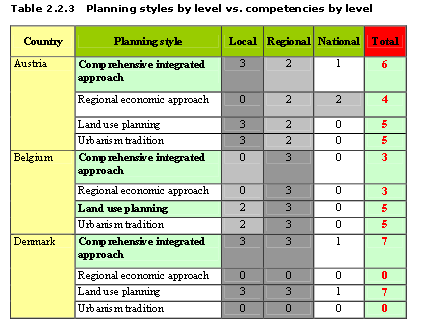 Table 2.2.3 Planning styles by level vs. competencies by level
Country Planning style Local Regional National Total
Austria Comprehensive integrated approach 3 2 1 6
Regional economic approach 0 2 2 4
Land use planning 3 2 0 5
Urbanism tradition 3 2 0 5
Belgium Comprehensive integrated approach 0 3 0 3
Regional economic approach 0 3 0 3
Land use planning 2 3 0 5
Urbanism tradition 2 3 0 5
Denmark Comprehensive integrated approach 3 3 1 7
Regional economic approach 0 0 0 0
Land use planning 3 3 1 7
Urbanism tradition 0 0 0 0